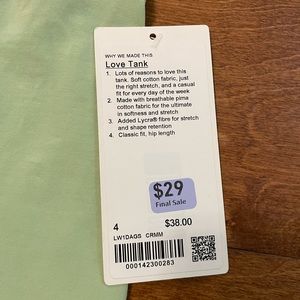 WHY WE MADE THIS
Love Tank
1. Lots of reasons to love this
tank. Soft cotton fabric, just
the right stretch, and a casual
fit for every day of the week
2. Made with breathable pima
cotton fabric for the ultimate
in softness and stretch
3. Added Lycra® fibre for stretch
and shape retention
4. Classic fit, hip length
$29
Final Sale
4 $38.00
LW1DAGS CRMM
000142300283